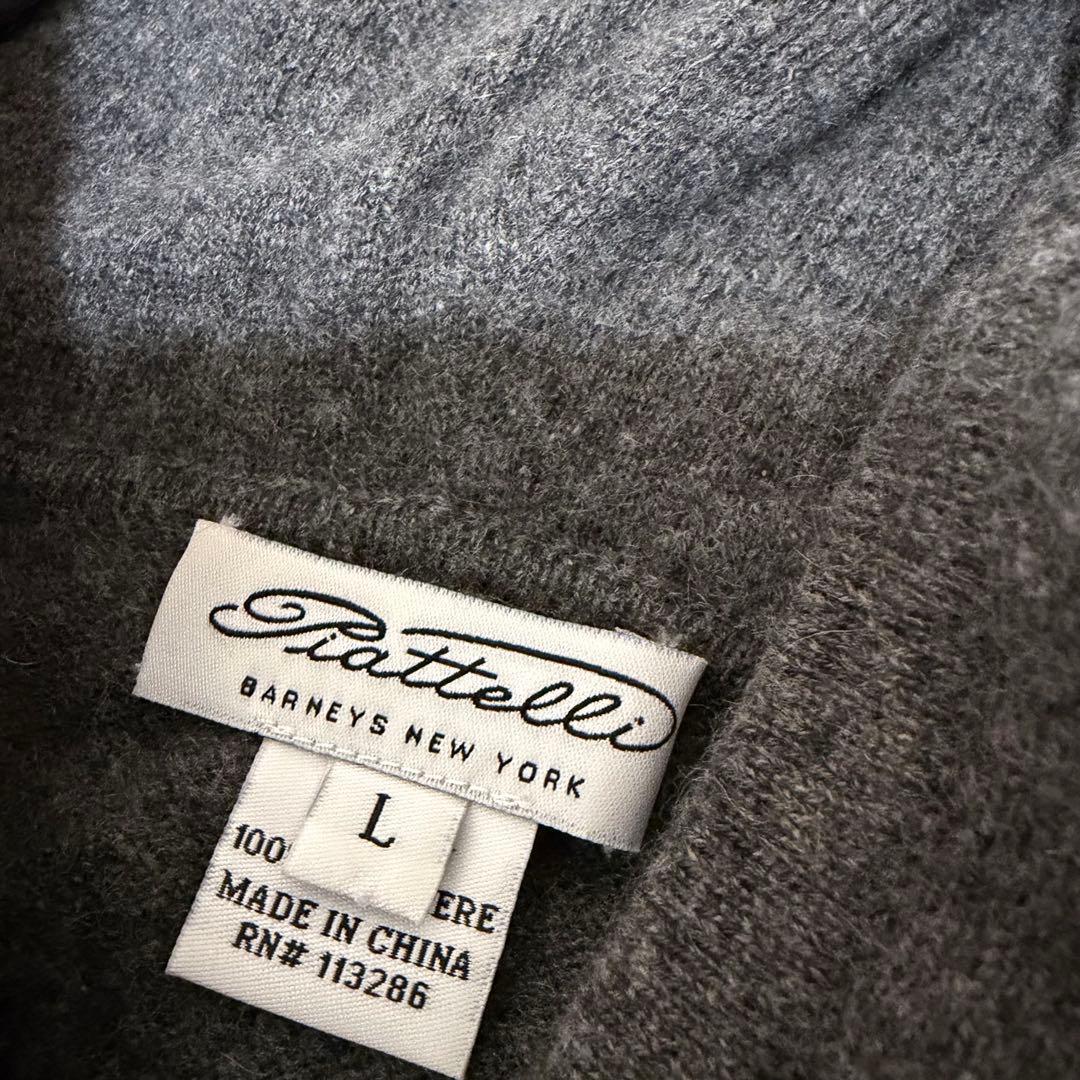 Piattelli
BARNEYS NEW YORK
L
100 ERE
MADE IN CHINA
RN# 113286